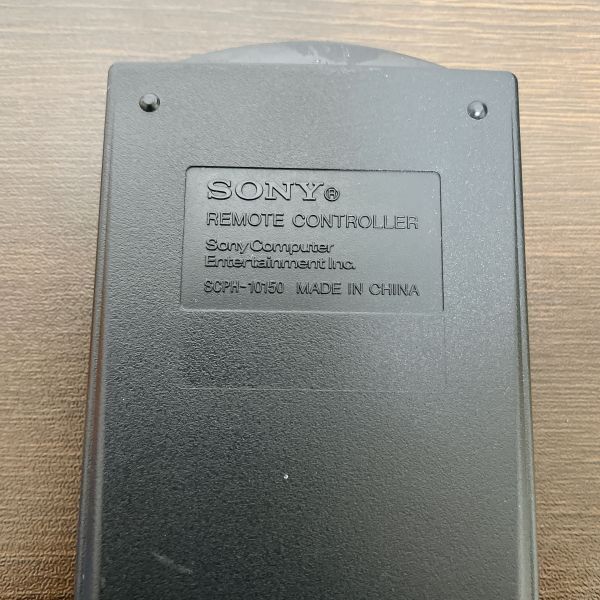 SONY®
REMOTE CONTROLLER
Sony Computer
Entertainment Inc.
SCPH-10150 MADE IN CHINA